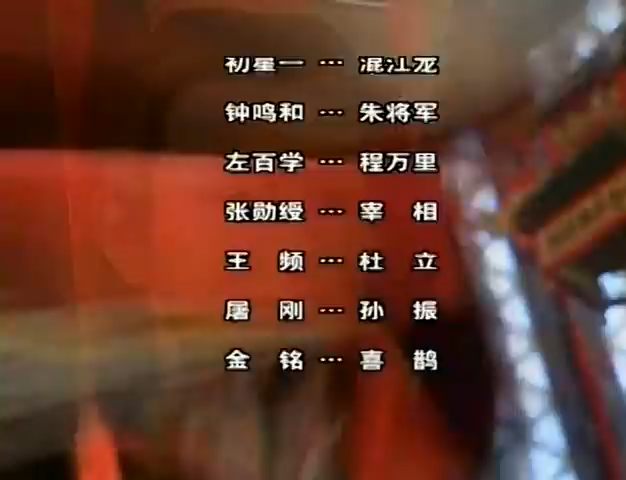 初星一 … 混江龙
钟鸣和 … 朱将军
左百学 … 程万里
张勋绶 … 宰 相
王 频 … 杜 立
屠 刚 … 孙 振
金 铭 … 喜 鹊